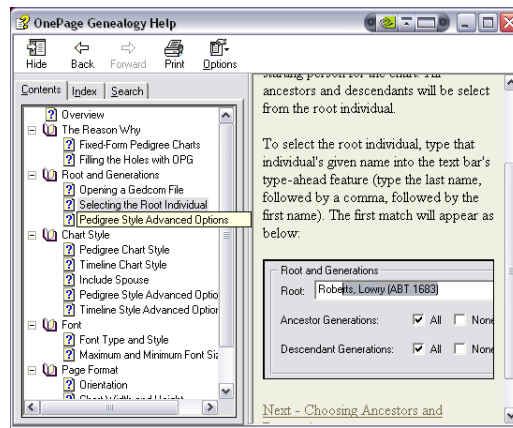 OnePage Genealogy Help
Hide Back Forward Print Options
Contents Index Search
Overview
The Reason Why
Fixed-Form Pedigree Charts
Filling the Holes with OPG
Root and Generations
Opening a Gedcom File
Selecting the Root Individual
Pedigree Style Advanced Options
Chart Style
Pedigree Chart Style
Timeline Chart Style
Include Spouse
Pedigree Style Advanced Optio
Timeline Style Advanced Option
Font
Font Type and Style
Maximum and Minimum Font Siz
Page Format
Orientation
Chart Width and Height
starting person for the chart. All
ancestors and descendants will be select
from the root individual.
To select the root individual, type that
individual's given name into the text bar's
type-ahead feature (type the last name,
followed by a comma, followed by the
first name). The first match will appear as
below:
Root and Generations
Root: Roberts, Lowry (ABT 1683)
Ancestor Generations: All None
Descendant Generations: All None
Next - Choosing Ancestors and